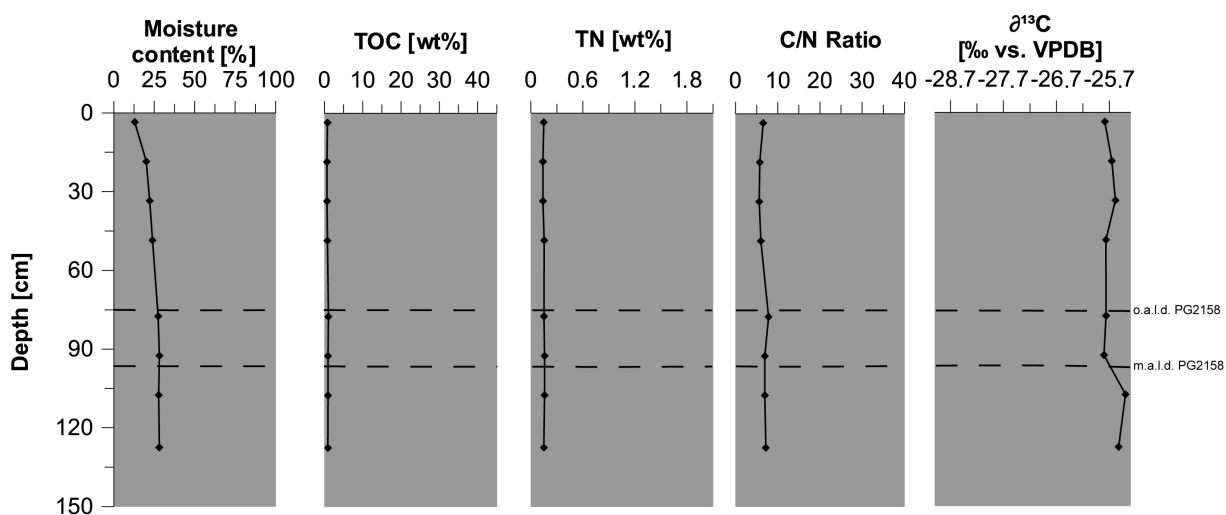 Moisture
content [%]
TOC [wt%]
TN [wt%]
C/N Ratio
∂¹³C
[‰ vs. VPDB]
0 25 50 75 100
0 10 20 30 40
0 0.6 1.2 1.8
0 10 20 30 40
-28.7 -27.7 -26.7 -25.7
Depth [cm]
0
30
60
90
120
150
o.a.l.d. PG2158
m.a.l.d. PG2158